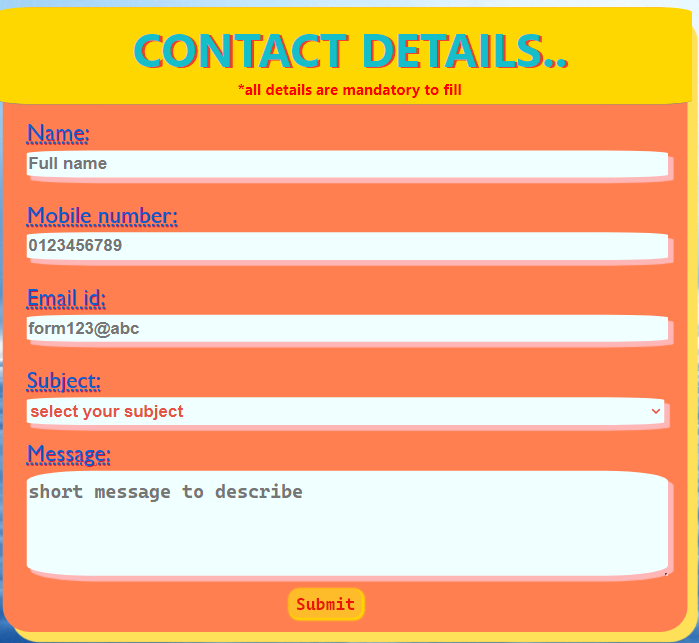 CONTACT DETAILS..
*all details are mandatory to fill
Name:
Full name
Mobile number:
0123456789
Email id:
form123@abc
Subject:
select your subject
Message:
short message to describe
Submit